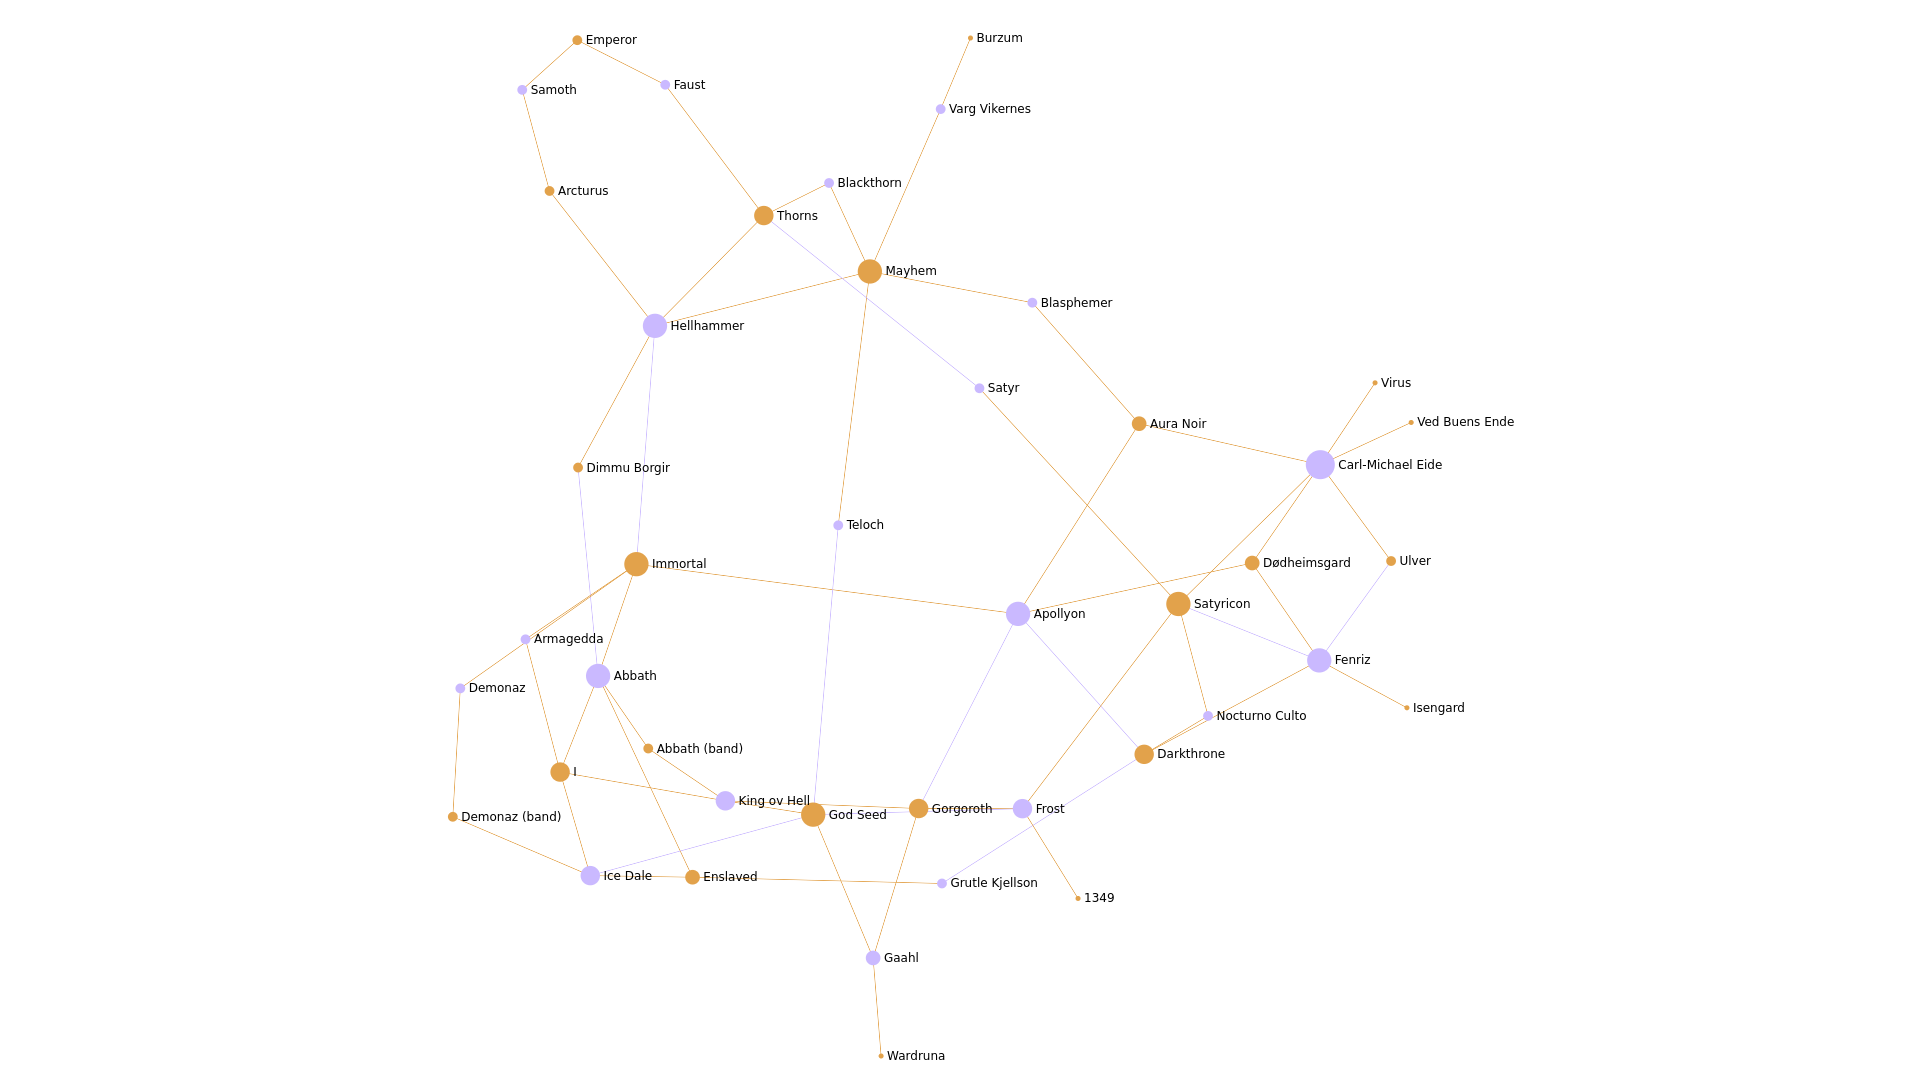 Burzum
Emperor
Faust
Samoth
Varg Vikernes
Blackthorn
Arcturus
Thorns
Mayhem
Blasphemer
Hellhammer
Virus
Satyr
Ved Buens Ende
Aura Noir
Carl-Michael Eide
Dimmu Borgir
Teloch
Ulver
Dødheimsgard
Immortal
Satyricon
Apollyon
Armagedda
Fenriz
Abbath
Demonaz
Isengard
Nocturno Culto
Abbath (band)
Darkthrone
I
King ov Hell
Gorgoroth
Frost
God Seed
Demonaz (band)
Ice Dale
Enslaved
Grutle Kjellson
1349
Gaahl
Wardruna